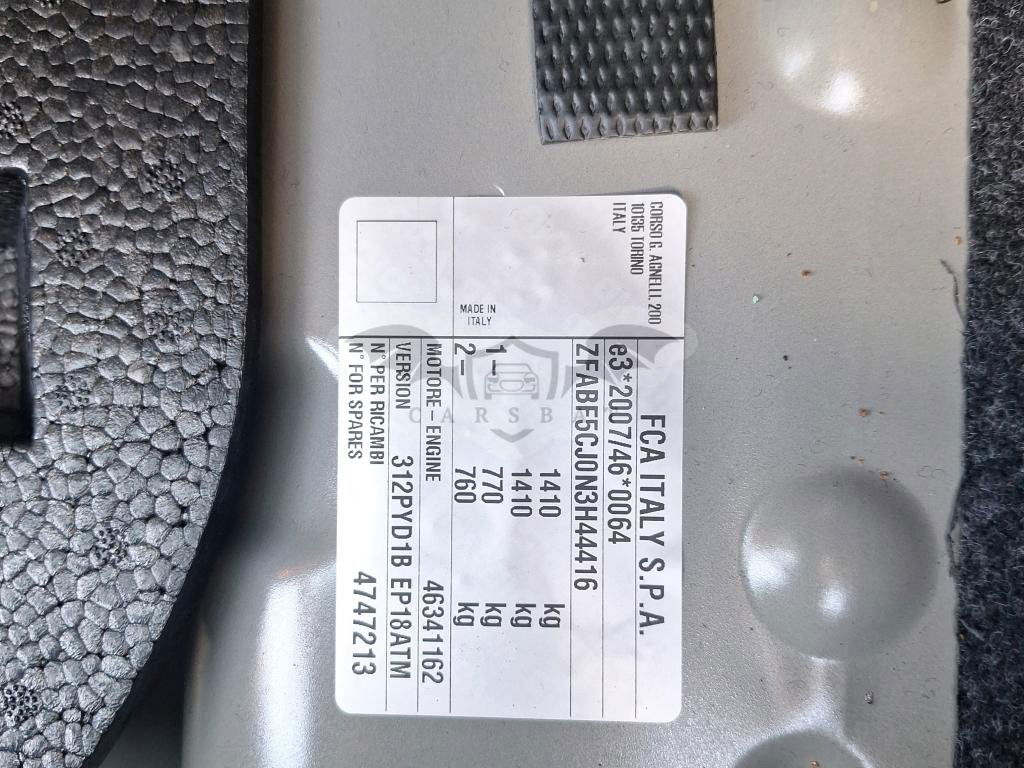 CORSO G. AGNELLI, 200
10135 TORINO
ITALY
MADE IN
ITALY
FCA ITALY S.P.A.
e3*2007/46*0064
ZFABE5CJ0N3H44416
1410 kg
1410 kg
1– 770 kg
2– 760 kg
MOTORE – ENGINE 46341162
VERSION 312PYD1B EP18ATM
N° PER RICAMBI
N° FOR SPARES 4747213